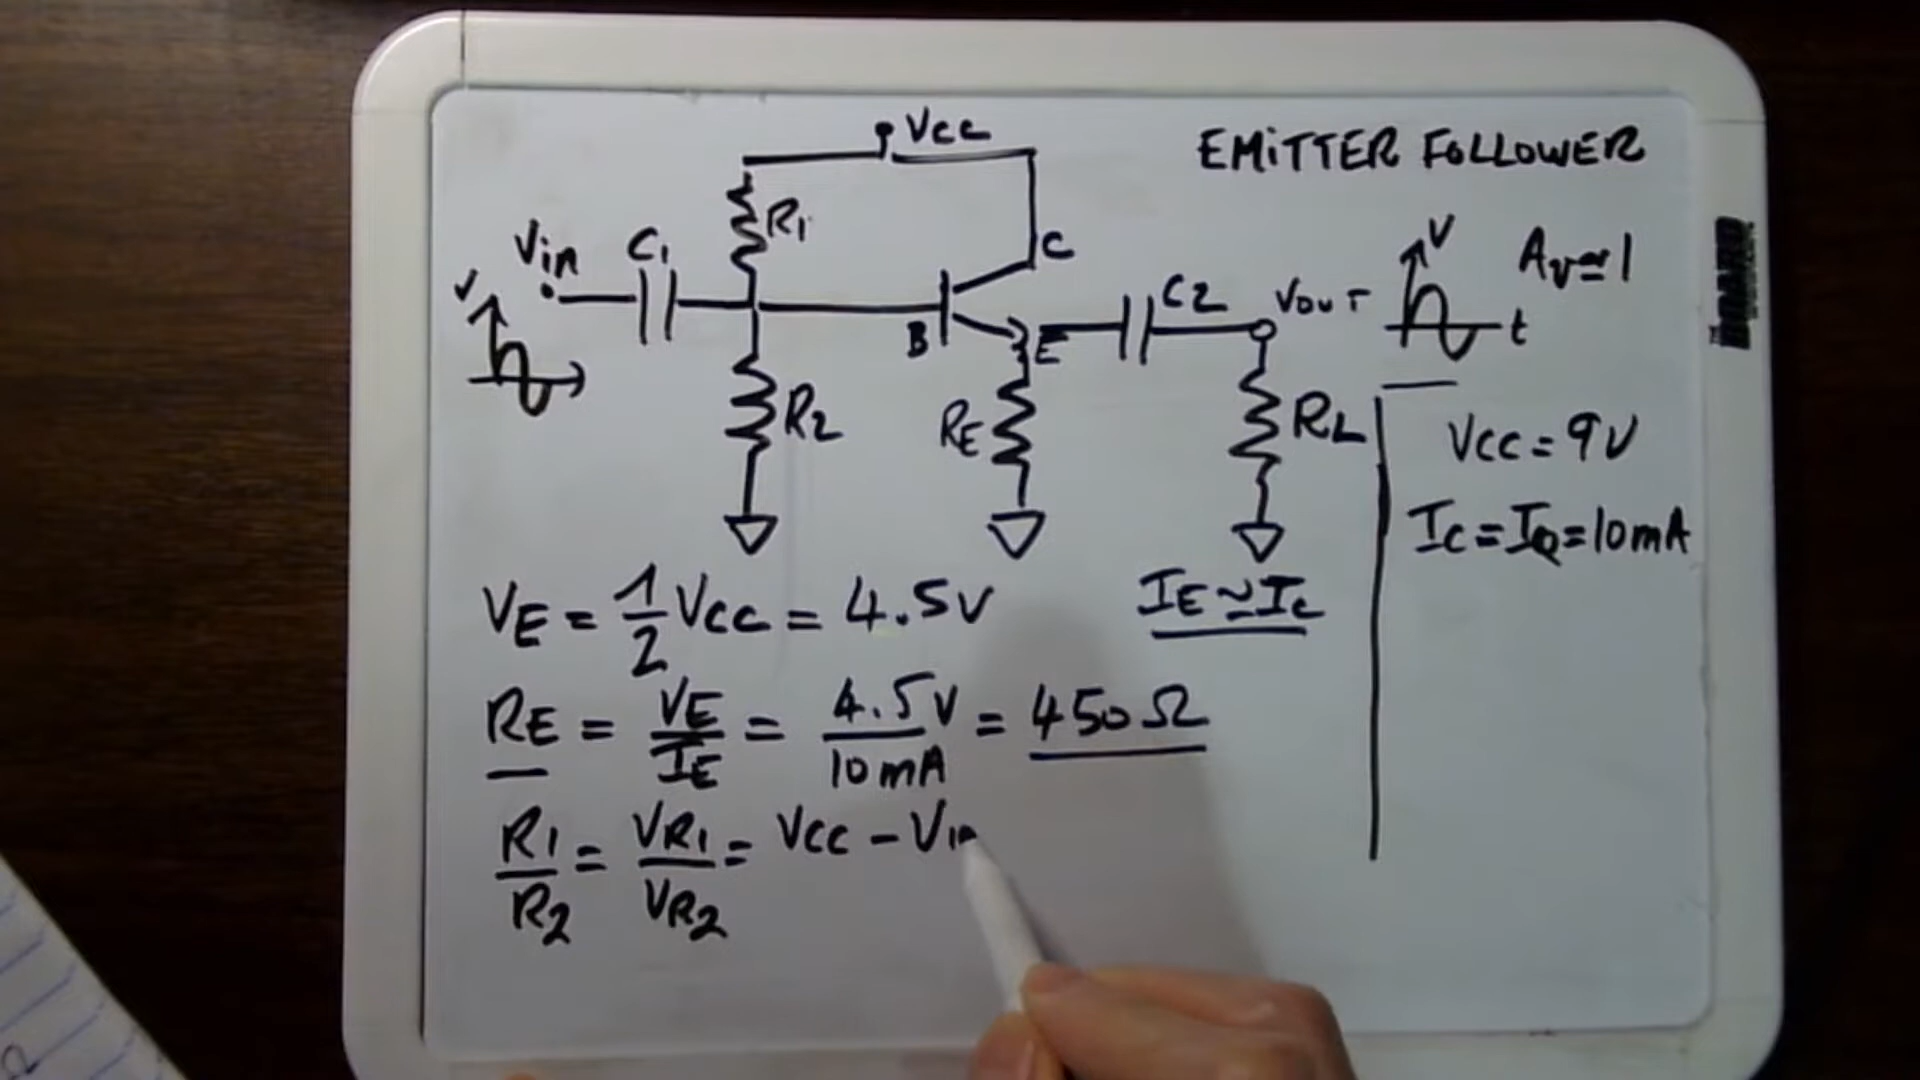 VCC
EMiTTER FOLLOWER
R1
C
V
Av≃1
Vin
C1
V
C2
VOUT
t
B
E
R2
RE
RL
VCC = 9V
IC = IQ = 10mA
VE = 1/2 VCC = 4.5V
IE ≃ IC
RE = VE/IE = 4.5V/10mA = 450Ω
R1/R2 = VR1/VR2 = VCC - Vin
BOARD